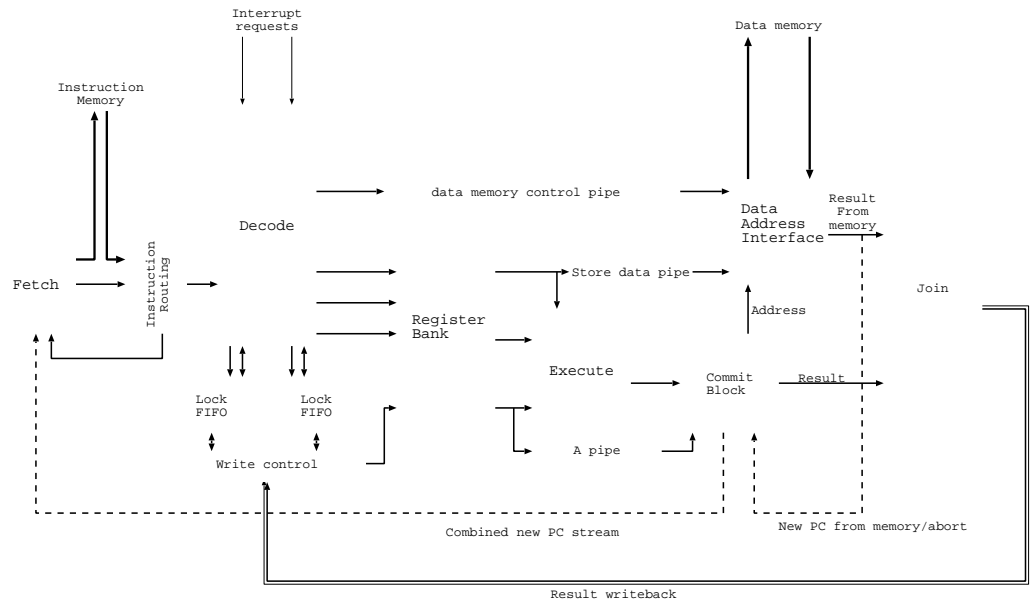 Interrupt
requests
Data memory
Instruction
Memory
data memory control pipe
Result
From
memory
Data
Address
Interface
Decode
Instruction
Routing
Fetch
Store data pipe
Join
Address
Register
Bank
Execute
Commit
Block
Result
Lock
FIFO
Lock
FIFO
A pipe
Write control
Combined new PC stream
New PC from memory/abort
Result writeback